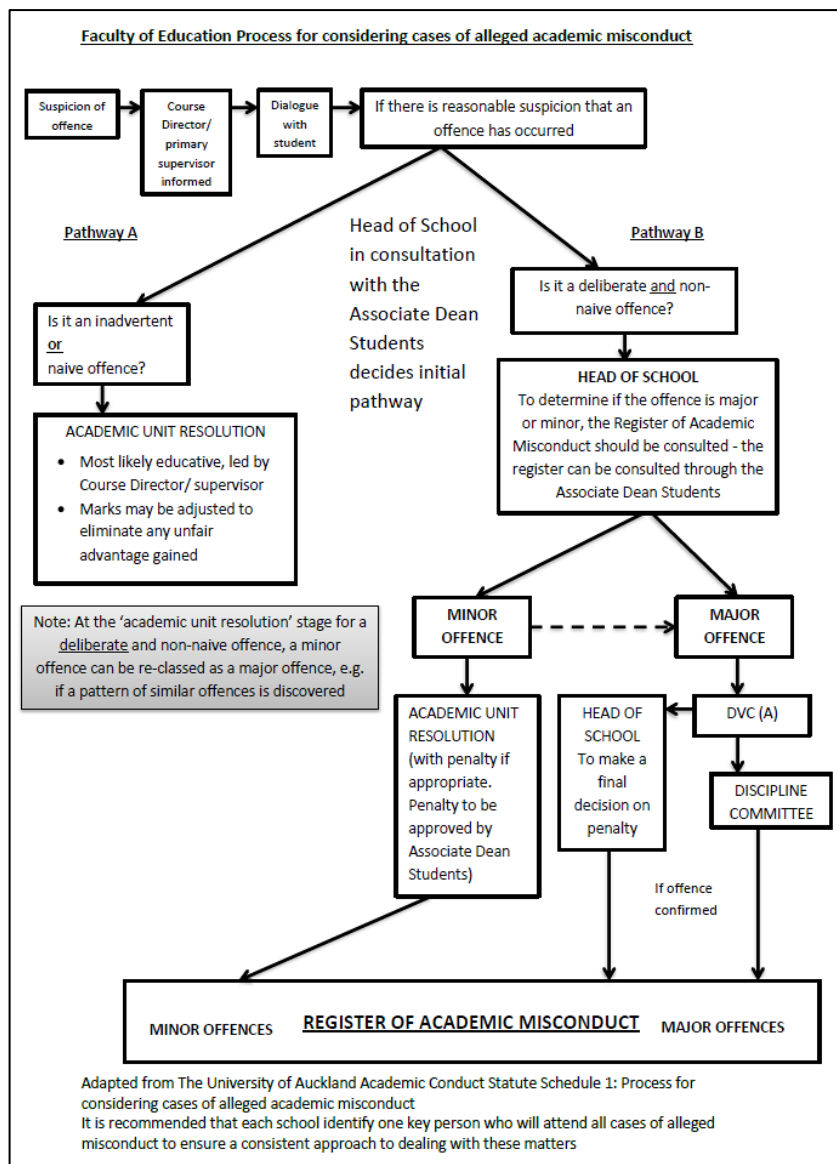 Faculty of Education Process for considering cases of alleged academic misconduct
Suspicion of
offence
Course
Director/
primary
supervisor
informed
Dialogue
with
student
If there is reasonable suspicion that an
offence has occurred
Pathway A
Head of School
in consultation
with the
Associate Dean
Students
decides initial
pathway
Pathway B
Is it an inadvertent
or
naive offence?
Is it a deliberate and non-
naive offence?
ACADEMIC UNIT RESOLUTION
• Most likely educative, led by
Course Director/ supervisor
• Marks may be adjusted to
eliminate any unfair
advantage gained
HEAD OF SCHOOL
To determine if the offence is major
or minor, the Register of Academic
Misconduct should be consulted - the
register can be consulted through the
Associate Dean Students
Note: At the ‘academic unit resolution’ stage for a
deliberate and non-naive offence, a minor
offence can be re-classed as a major offence, e.g.
if a pattern of similar offences is discovered
MINOR
OFFENCE
MAJOR
OFFENCE
ACADEMIC UNIT
RESOLUTION
(with penalty if
appropriate.
Penalty to be
approved by
Associate Dean
Students)
HEAD OF
SCHOOL
To make a
final
decision on
penalty
DVC (A)
DISCIPLINE
COMMITTEE
If offence
confirmed
MINOR OFFENCES REGISTER OF ACADEMIC MISCONDUCT MAJOR OFFENCES
Adapted from The University of Auckland Academic Conduct Statute Schedule 1: Process for
considering cases of alleged academic misconduct
It is recommended that each school identify one key person who will attend all cases of alleged
misconduct to ensure a consistent approach to dealing with these matters